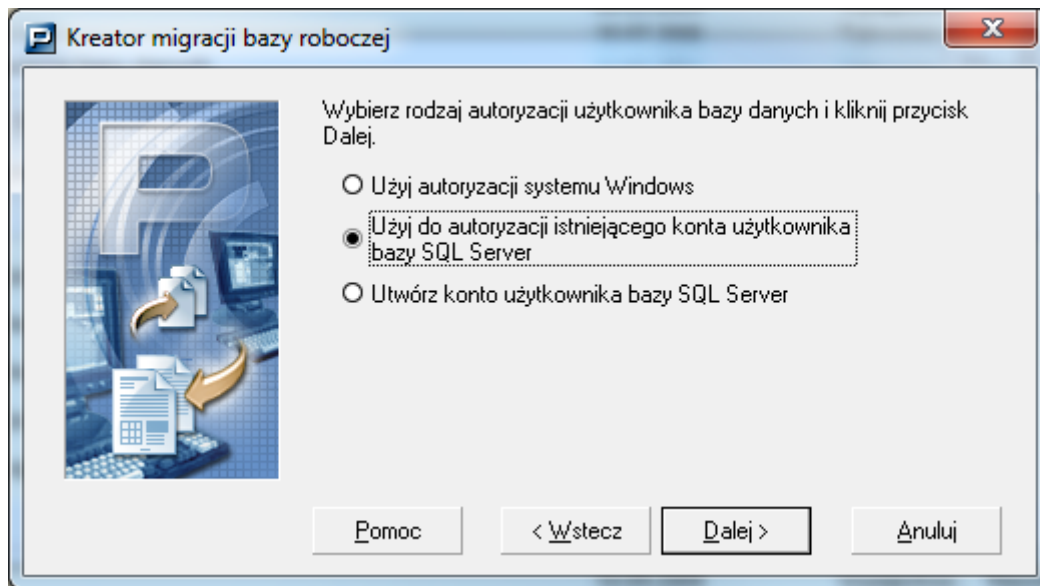 Kreator migracji bazy roboczej
Wybierz rodzaj autoryzacji użytkownika bazy danych i kliknij przycisk
Dalej.
Użyj autoryzacji systemu Windows
Użyj do autoryzacji istniejącego konta użytkownika
bazy SQL Server
Utwórz konto użytkownika bazy SQL Server
Pomoc
< Wstecz
Dalej >
Anuluj